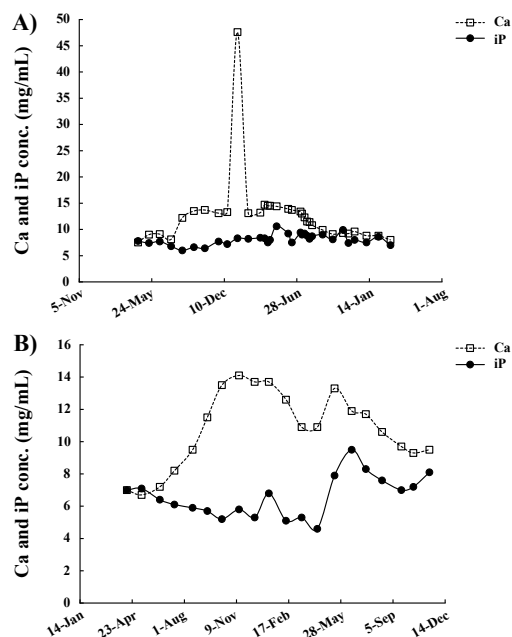 A)
Ca
iP
50
45
40
35
30
25
20
15
10
5
0
Ca and iP conc. (mg/mL)
5-Nov
24-May
10-Dec
28-Jun
14-Jan
1-Aug
B)
Ca
iP
16
14
12
10
8
6
4
2
0
Ca and iP conc. (mg/mL)
14-Jan
23-Apr
1-Aug
9-Nov
17-Feb
28-May
5-Sep
14-Dec